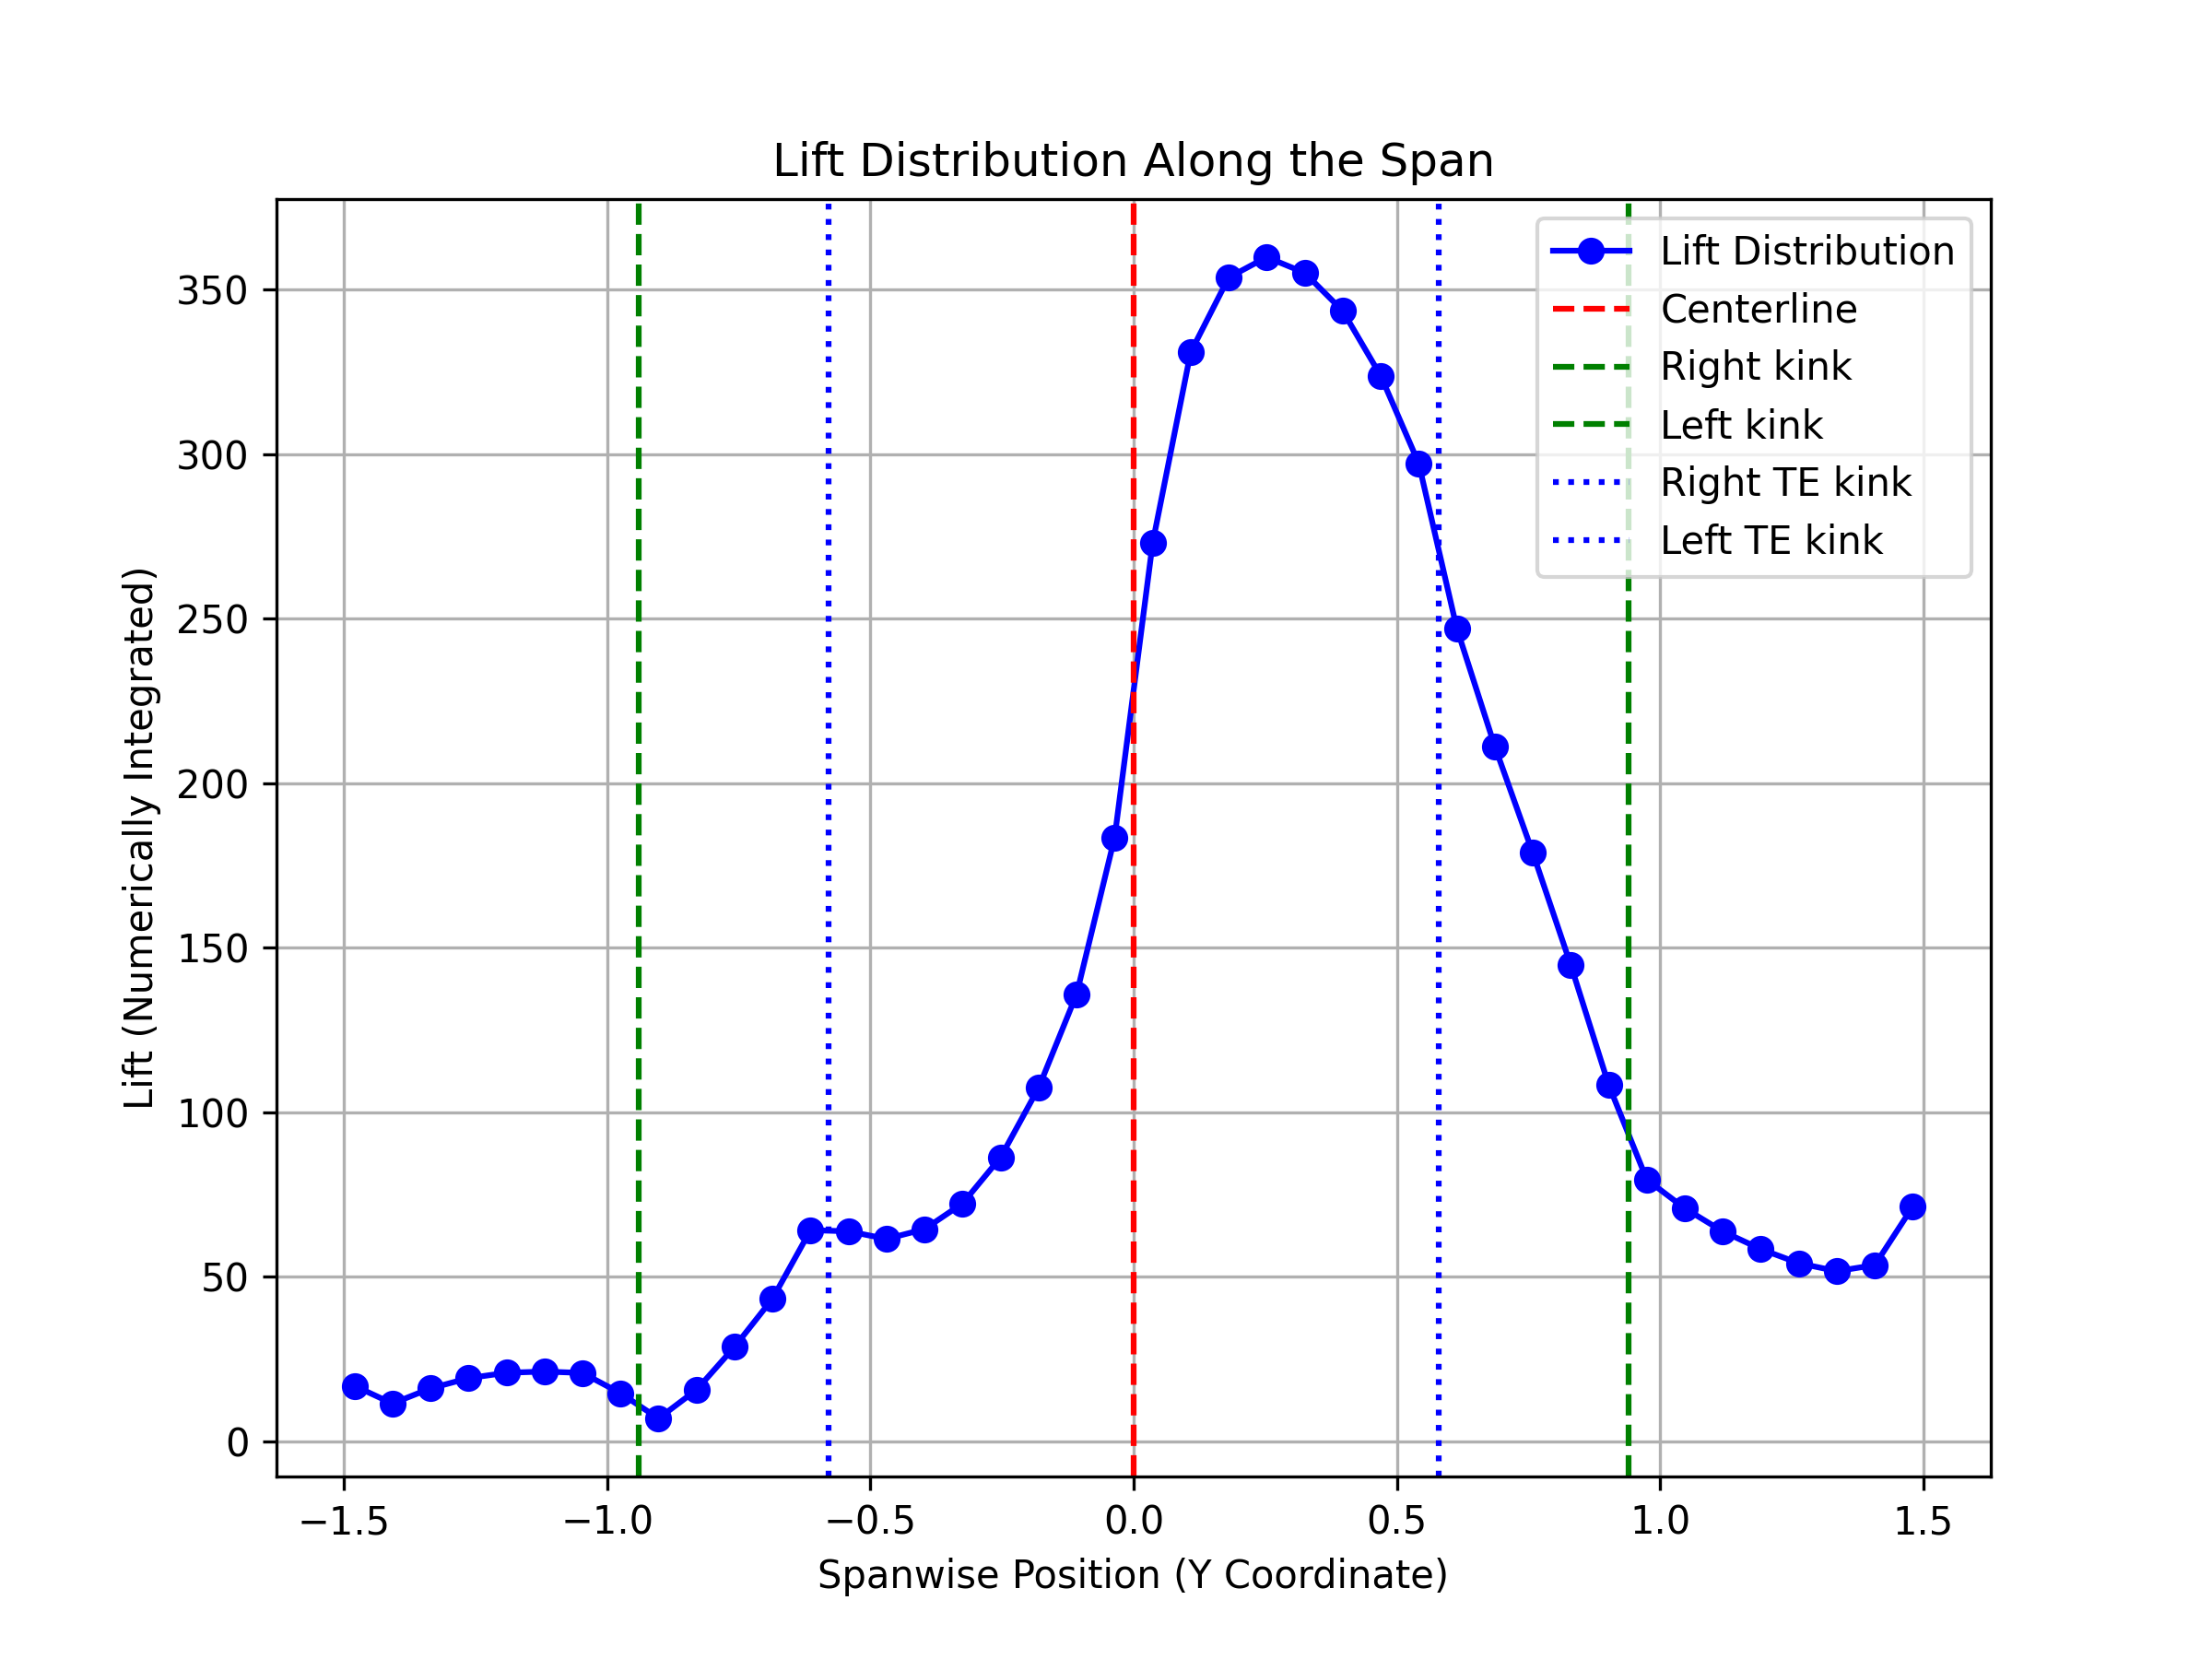 Lift Distribution Along the Span
Lift (Numerically Integrated)
350
300
250
200
150
100
50
0
−1.5
−1.0
−0.5
0.0
0.5
1.0
1.5
Spanwise Position (Y Coordinate)
Lift Distribution
Centerline
Right kink
Left kink
Right TE kink
Left TE kink